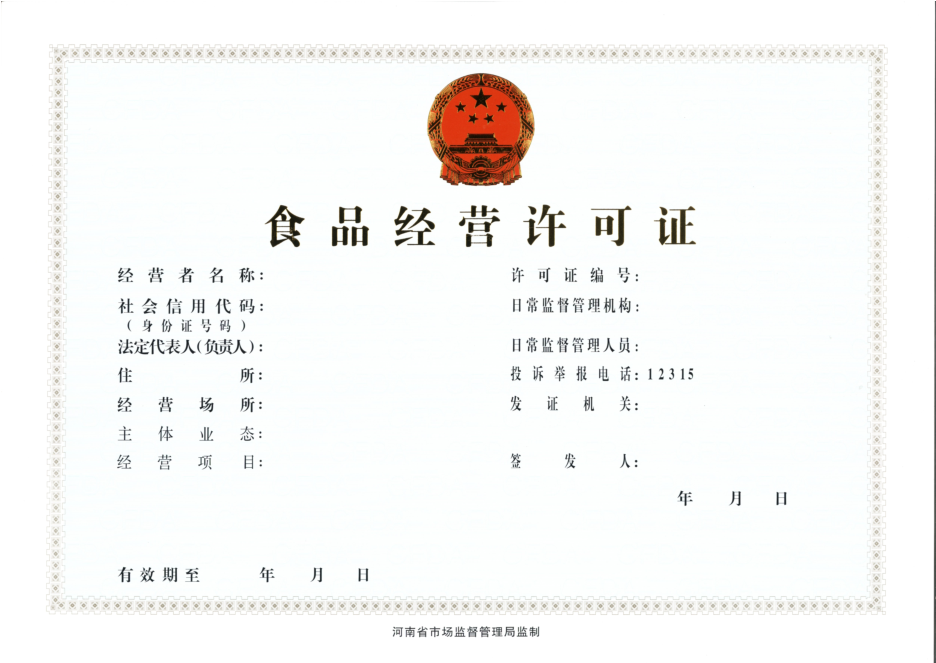 食品经营许可证
经营者名称：
社会信用代码：
（身份证号码）
法定代表人（负责人）：
住所：
经营场所：
主体业态：
经营项目：
许可证编号：
日常监督管理机构：
日常监督管理人员：
投诉举报电话：12315
发证机关：
签发人：
年 月 日
有效期至 年 月 日
河南省市场监督管理局监制